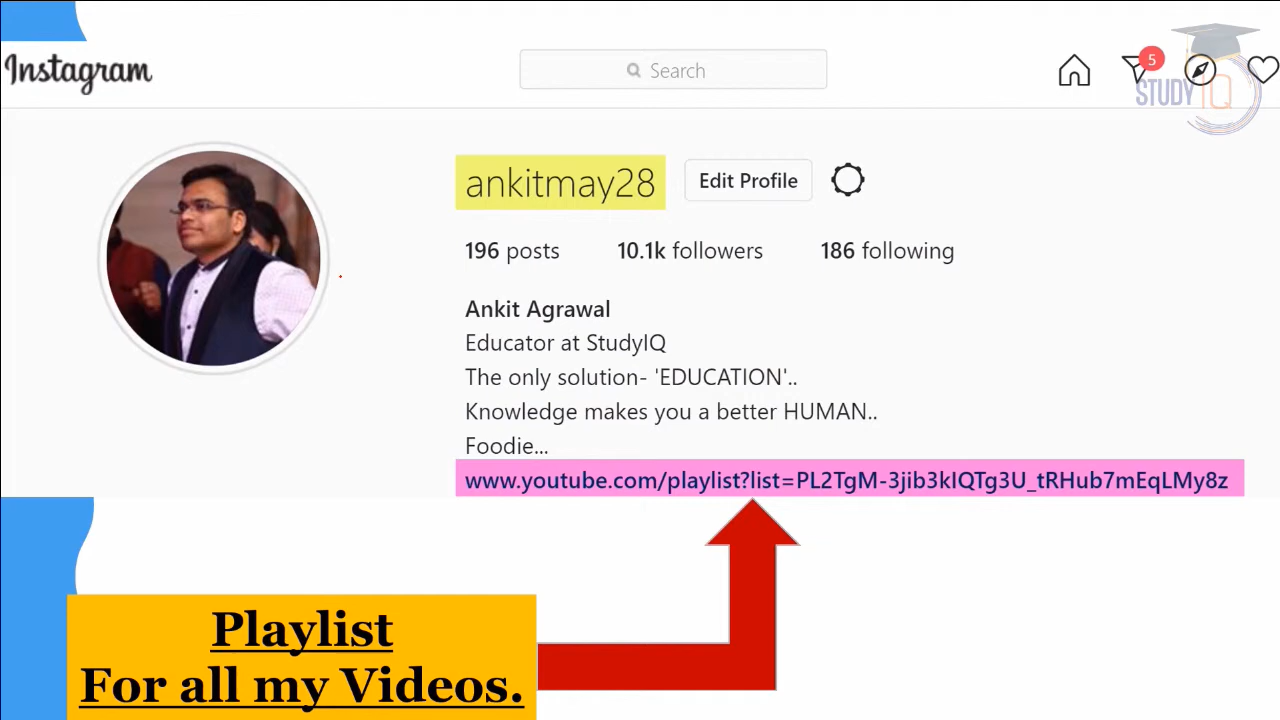 Instagram
Search
5
STUDY IQ
ankitmay28
Edit Profile
196 posts 10.1k followers 186 following
Ankit Agrawal
Educator at StudyIQ
The only solution- 'EDUCATION'..
Knowledge makes you a better HUMAN..
Foodie...
www.youtube.com/playlist?list=PL2TgM-3jib3kIQTg3U_tRHub7mEqLMy8z
Playlist
For all my Videos.